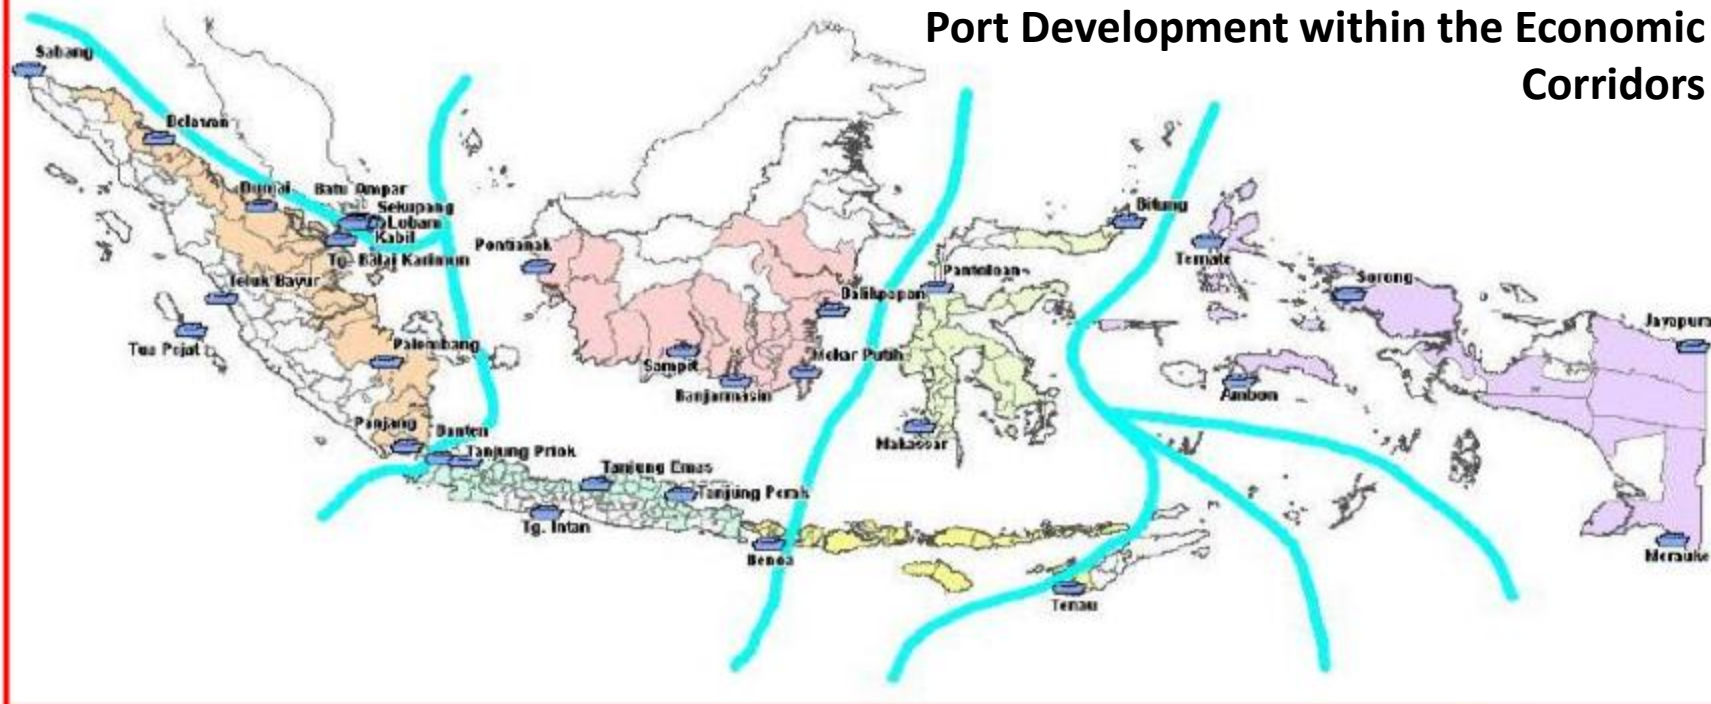 Port Development within the Economic
Corridors
Sabang
Belawan
Dumai
Batu Ampar
Sekupang
Lobam
Kabil
Tg. Balai Karimun
Teluk Bayur
Tua Pejat
Palembang
Panjang
Banten
Tanjung Priok
Tanjung Emas
Tanjung Perak
Tg. Intan
Benoa
Pontianak
Sampit
Banjarmasin
Mekar Putih
Balikpapan
Pantoloan
Makassar
Bitung
Ternate
Sorong
Jayapura
Ambon
Merauke
Tenau